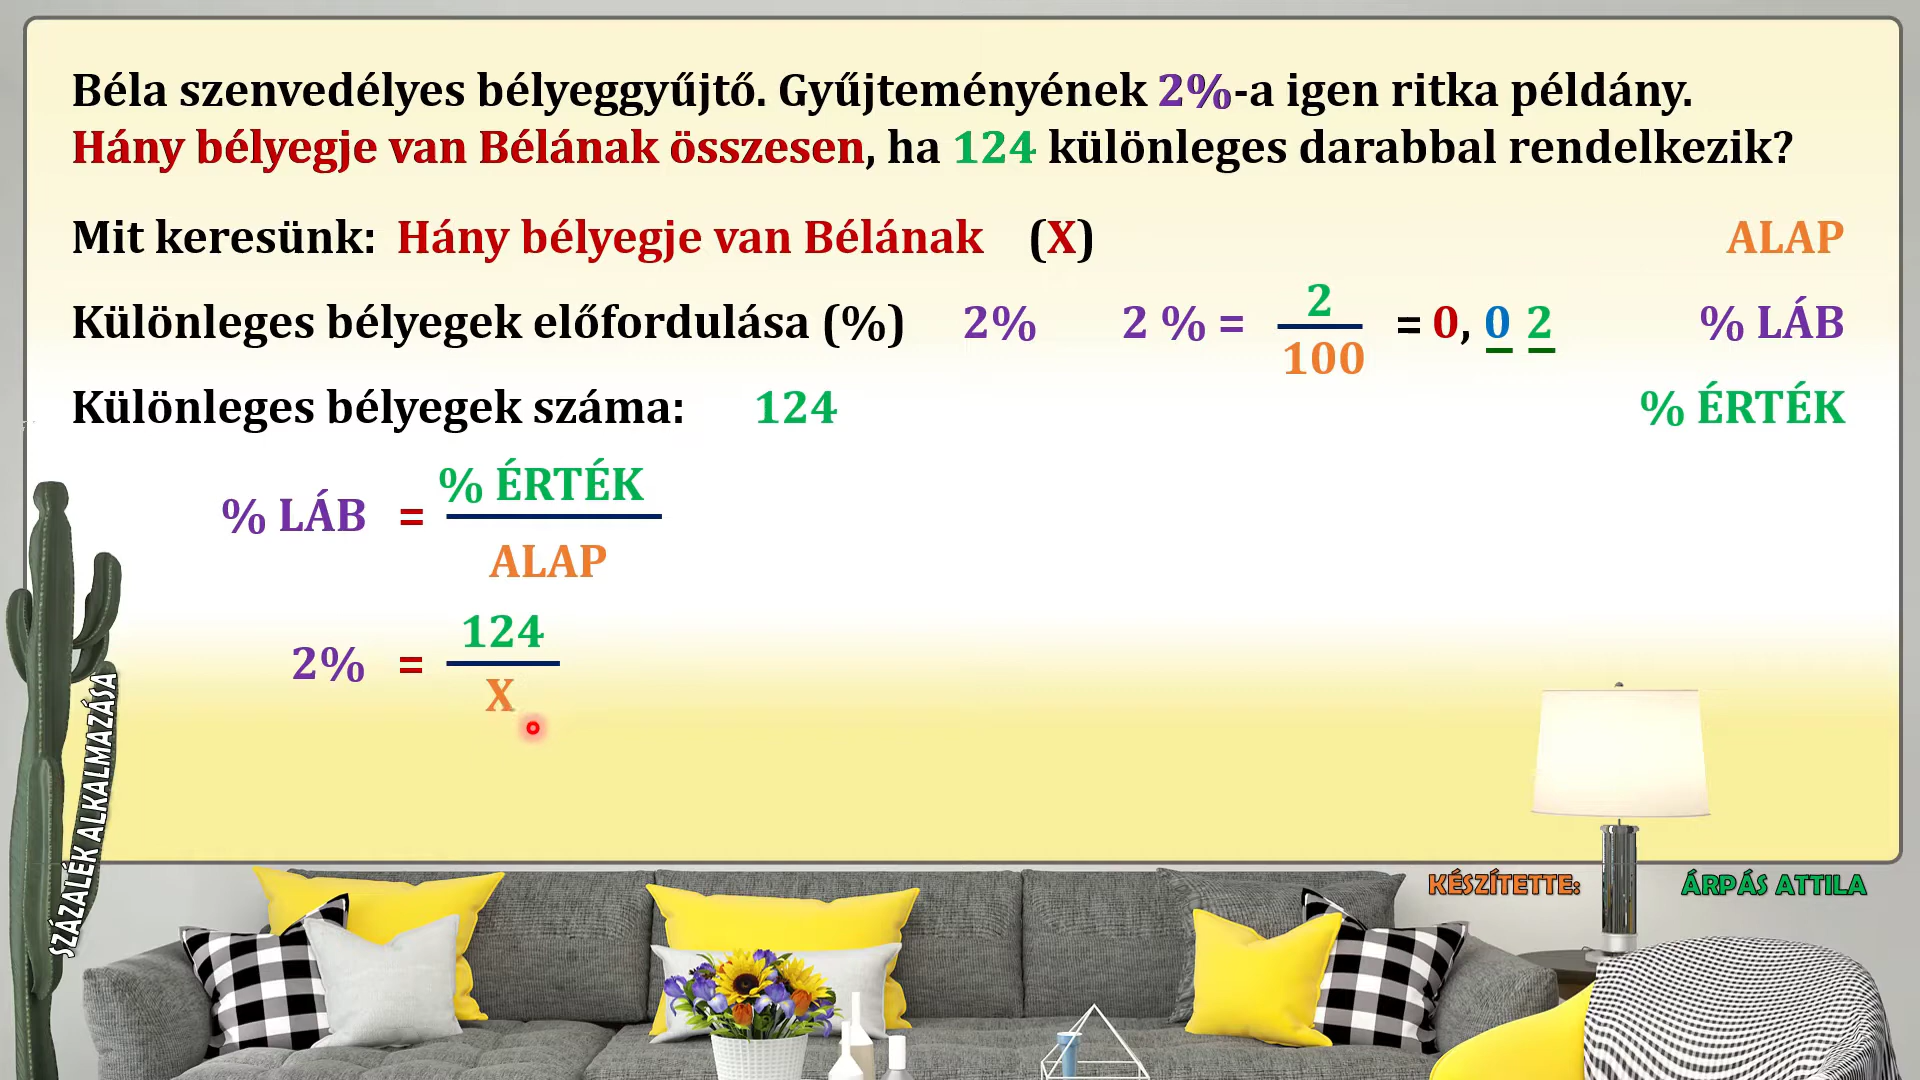 Béla szenvedélyes bélyeggyűjtő. Gyűjteményének 2%-a igen ritka példány.
Hány bélyegje van Bélának összesen, ha 124 különleges darabbal rendelkezik?
Mit keresünk: Hány bélyegje van Bélának (X) ALAP
Különleges bélyegek előfordulása (%) 2% 2 % = 2/100 = 0, 0 2 % LÁB
Különleges bélyegek száma: 124 % ÉRTÉK
% LÁB = % ÉRTÉK
ALAP
2% = 124
X
SZÁZALÉK ALKALMAZÁSA
KÉSZÍTETTE: ÁRPÁS ATTILA